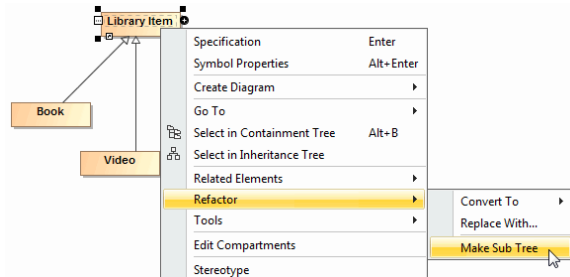 Library Item
Specification Enter
Symbol Properties Alt+Enter
Create Diagram
Book
Go To
Select in Containment Tree Alt+B
Video
Select in Inheritance Tree
Related Elements
Refactor
Convert To
Tools
Replace With...
Edit Compartments
Make Sub Tree
Stereotype